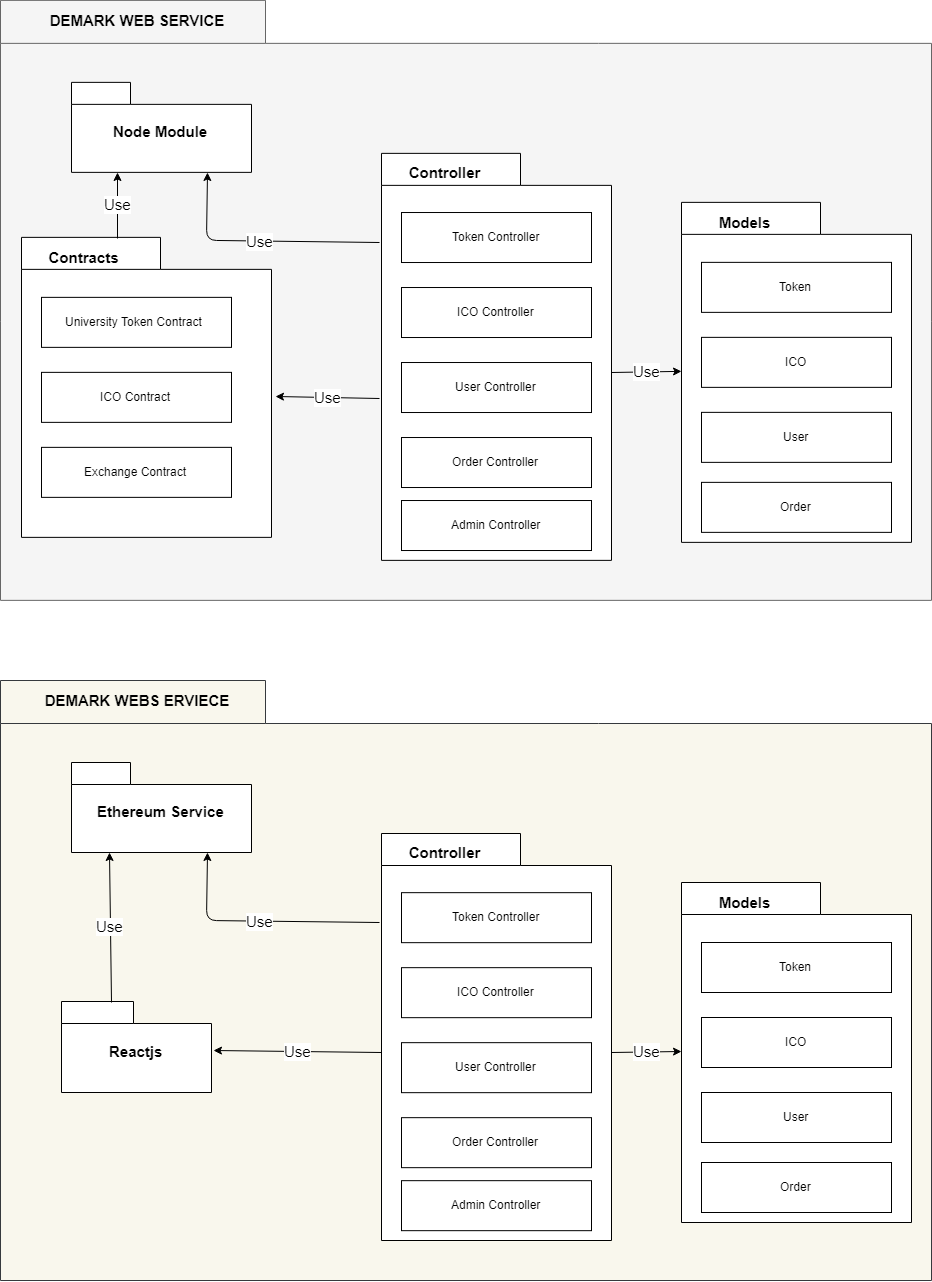 DEMARK WEB SERVICE
Node Module
Use
Use
Contracts
University Token Contract
ICO Contract
Exchange Contract
Use
Controller
Token Controller
ICO Controller
User Controller
Order Controller
Admin Controller
Use
Models
Token
ICO
User
Order
DEMARK WEBS ERVIECE
Ethereum Service
Use
Use
Reactjs
Use
Controller
Token Controller
ICO Controller
User Controller
Order Controller
Admin Controller
Use
Models
Token
ICO
User
Order